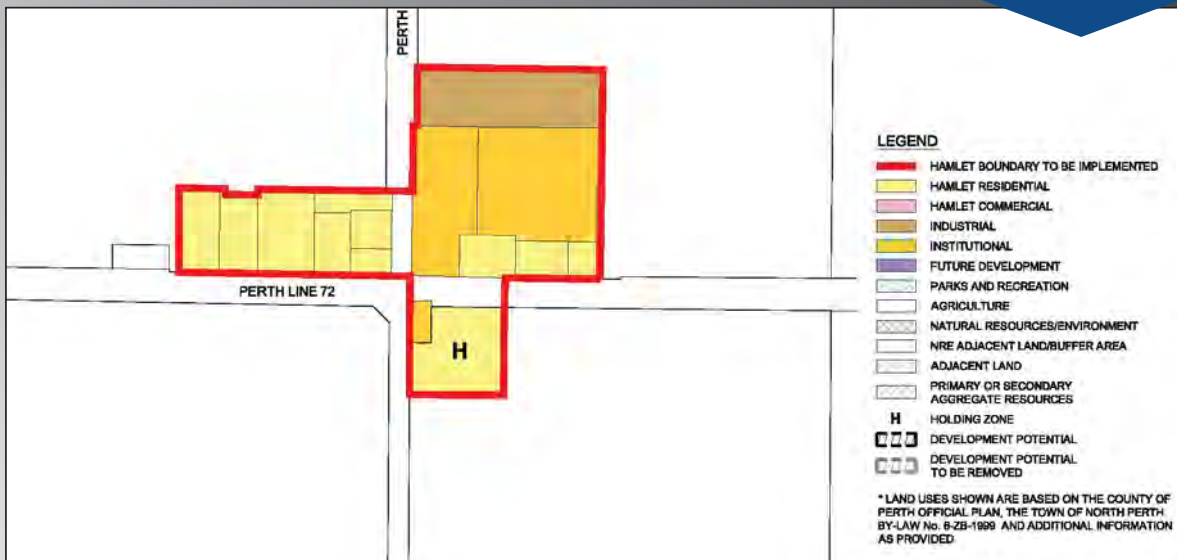 PERTH
PERTH LINE 72
H
LEGEND
HAMLET BOUNDARY TO BE IMPLEMENTED
HAMLET RESIDENTIAL
HAMLET COMMERCIAL
INDUSTRIAL
INSTITUTIONAL
FUTURE DEVELOPMENT
PARKS AND RECREATION
AGRICULTURE
NATURAL RESOURCES/ENVIRONMENT
NRE ADJACENT LAND/BUFFER AREA
ADJACENT LAND
PRIMARY OR SECONDARY
AGGREGATE RESOURCES
H HOLDING ZONE
DEVELOPMENT POTENTIAL
DEVELOPMENT POTENTIAL
TO BE REMOVED
* LAND USES SHOWN ARE BASED ON THE COUNTY OF
PERTH OFFICIAL PLAN, THE TOWN OF NORTH PERTH
BY-LAW No. 6-ZB-1999 AND ADDITIONAL INFORMATION
AS PROVIDED